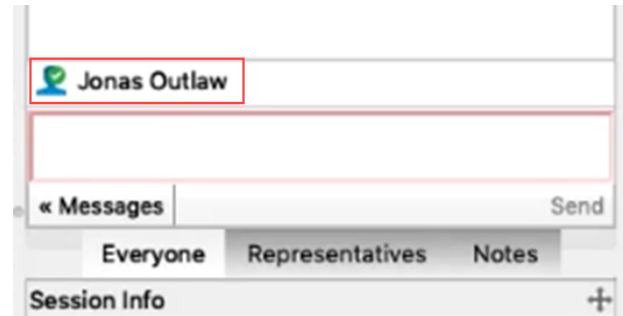 Jonas Outlaw
« Messages Send
Everyone Representatives Notes
Session Info